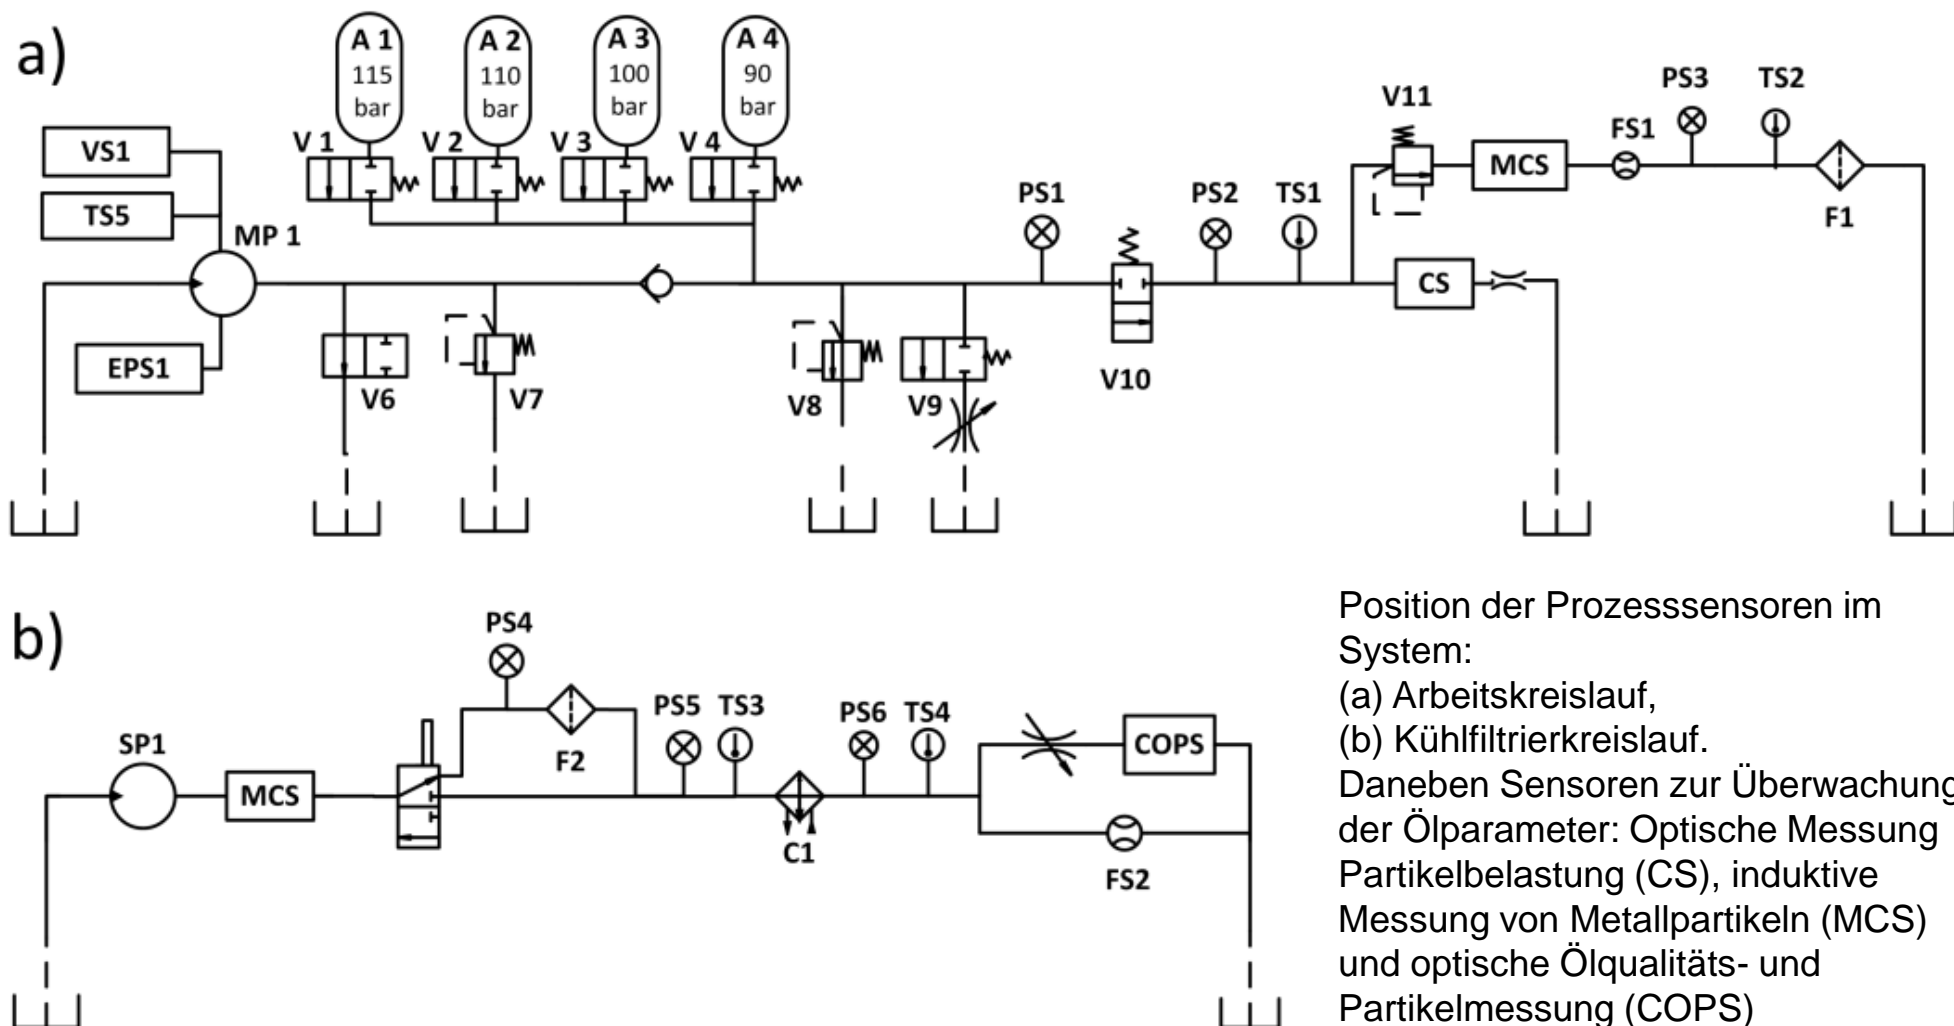 a)
A 1
115
bar
A 2
110
bar
A 3
100
bar
A 4
90
bar
V 1
V 2
V 3
V 4
VS1
TS5
MP 1
EPS1
V6
V7
V8
V9
PS1
V10
PS2
TS1
V11
MCS
FS1
PS3
TS2
F1
CS
b)
SP1
MCS
PS4
F2
PS5
TS3
C1
PS6
TS4
COPS
FS2
Position der Prozesssensoren im
System:
(a) Arbeitskreislauf,
(b) Kühlfiltrierkreislauf.
Daneben Sensoren zur Überwachung
der Ölparameter: Optische Messung
Partikelbelastung (CS), induktive
Messung von Metallpartikeln (MCS)
und optische Ölqualitäts- und
Partikelmessung (COPS)